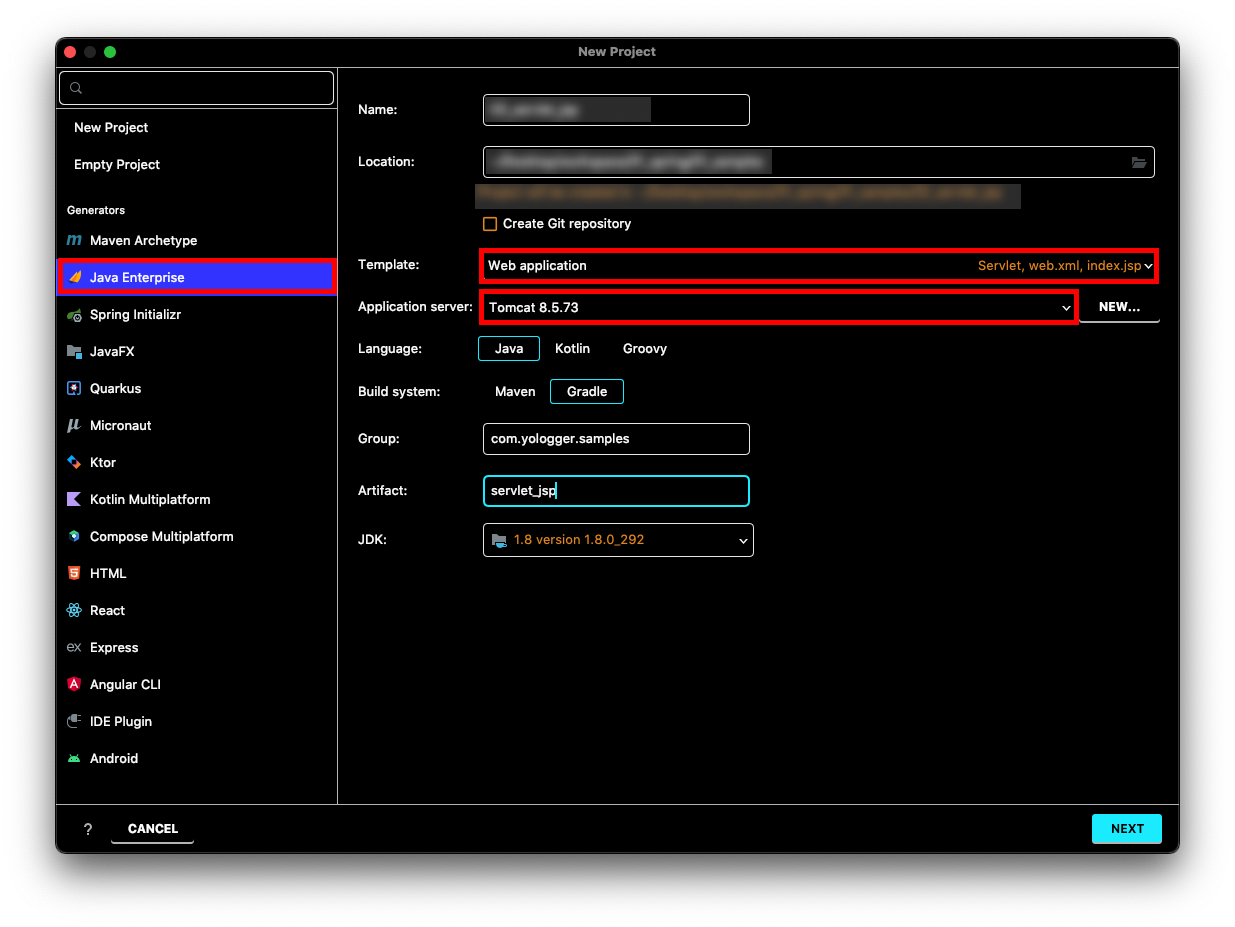 New Project
New Project
Empty Project
Generators
Maven Archetype
Java Enterprise
Spring Initializr
JavaFX
Quarkus
Micronaut
Ktor
Kotlin Multiplatform
Compose Multiplatform
HTML
React
Express
Angular CLI
IDE Plugin
Android
Name:
Location:
Create Git repository
Template: Web application Servlet, web.xml, index.jsp
Application server: Tomcat 8.5.73 NEW...
Language: Java Kotlin Groovy
Build system: Maven Gradle
Group: com.yologger.samples
Artifact: servlet_jsp
JDK: 1.8 version 1.8.0_292
? CANCEL NEXT